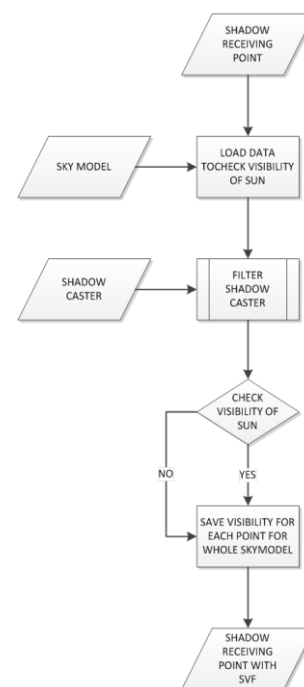 SHADOW
RECEIVING
POINT
SKY MODEL
LOAD DATA
TOCHECK VISIBILITY
OF SUN
SHADOW
CASTER
FILTER
SHADOW
CASTER
CHECK
VISIBILITY OF
SUN
NO
YES
SAVE VISIBILITY FOR
EACH POINT FOR
WHOLE SKYMODEL
SHADOW
RECEIVING
POINT WITH
SVF